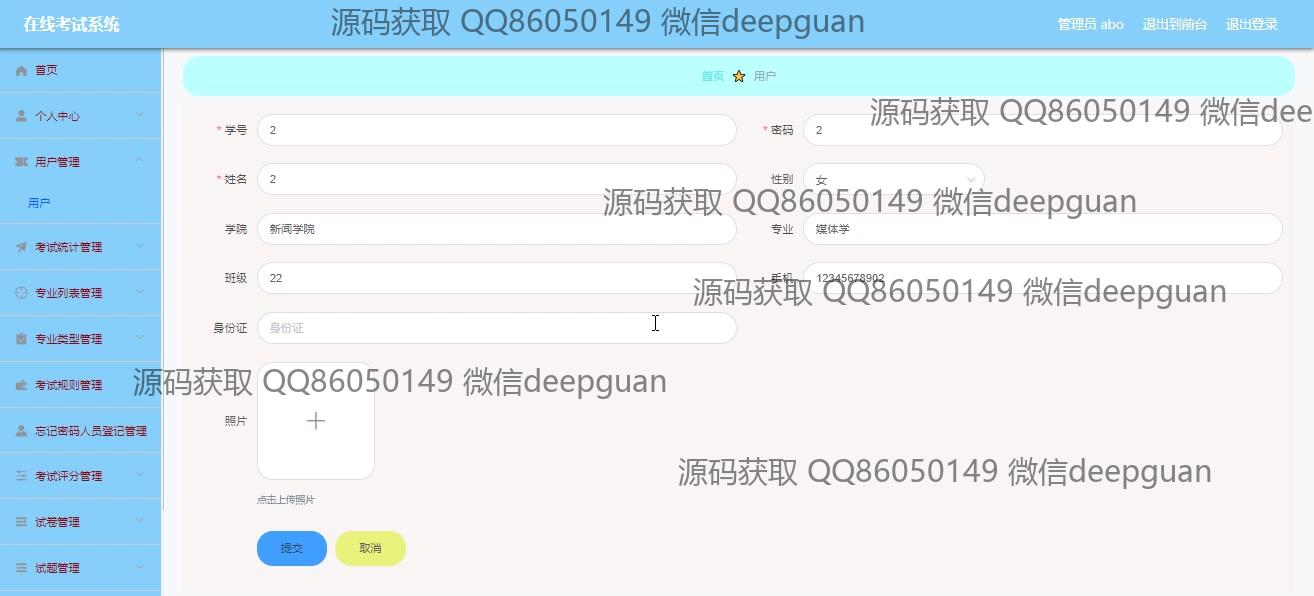 在线考试系统
源码获取 QQ86050149 微信deepguan
管理员 abo 退出到前台 退出登录
首页
个人中心
用户管理
用户
考试统计管理
专业列表管理
专业类型管理
考试规则管理
忘记密码人员登记管理
考试评分管理
试卷管理
试题管理
首页 用户
源码获取 QQ86050149 微信dee
* 学号 2
* 密码 2
* 姓名 2
性别 女
源码获取 QQ86050149 微信deepguan
学院 新闻学院
专业 媒体学
班级 22
手机 12345678902
源码获取 QQ86050149 微信deepguan
身份证 身份证
源码获取 QQ86050149 微信deepguan
照片
源码获取 QQ86050149 微信deepguan
点击上传照片
提交 取消